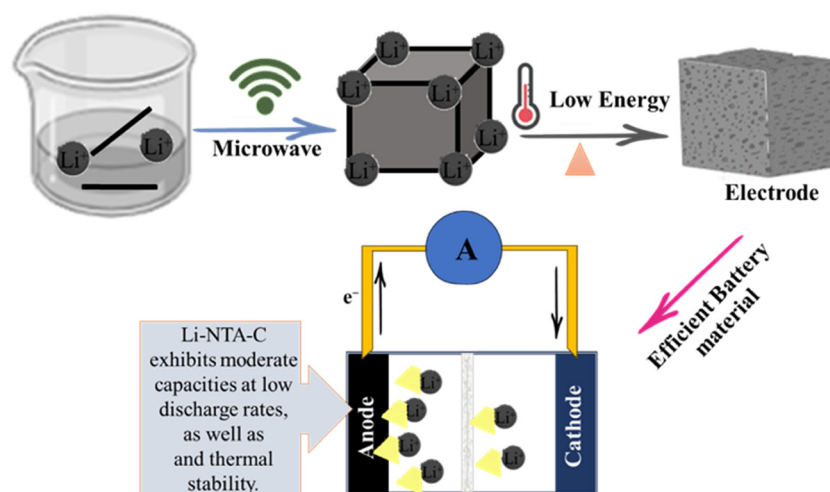 Li⁺
Li⁺
Microwave
Li⁺
Li⁺
Li⁺
Li⁺
Li⁺
Li⁺
Li⁺
Low Energy
Electrode
Efficient Battery
material
A
e⁻
Li-NTA-C
exhibits moderate
capacities at low
discharge rates,
as well as
and thermal
stability.
Anode
Li⁺
Li⁺
Li⁺
Li⁺
Li⁺
Li⁺
Cathode